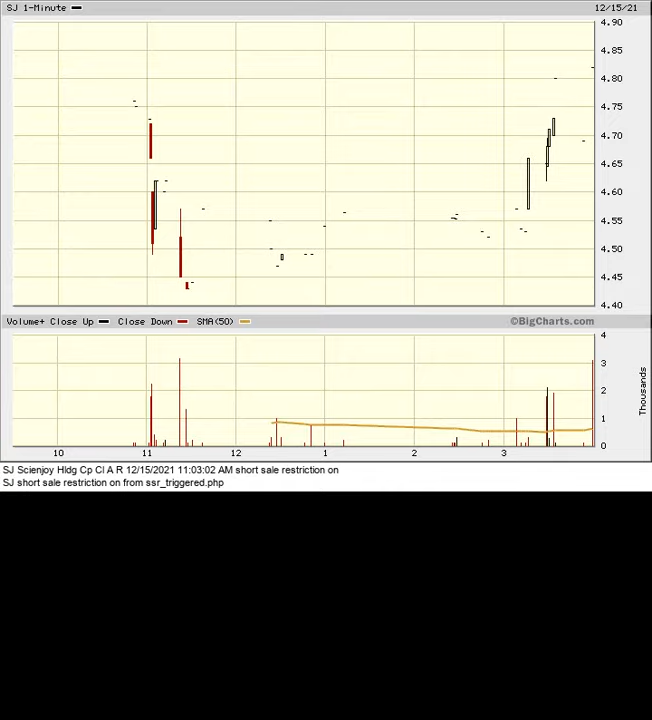 SJ 1-Minute 12/15/21
4.90
4.85
4.80
4.75
4.70
4.65
4.60
4.55
4.50
4.45
4.40
Volume+ Close Up Close Down SMA(50) ©BigCharts.com
4
3
2
1
0
Thousands
10 11 12 1 2 3
SJ Scienjoy Hldg Cp Cl A R 12/15/2021 11:03:02 AM short sale restriction on
SJ short sale restriction on from ssr_triggered.php